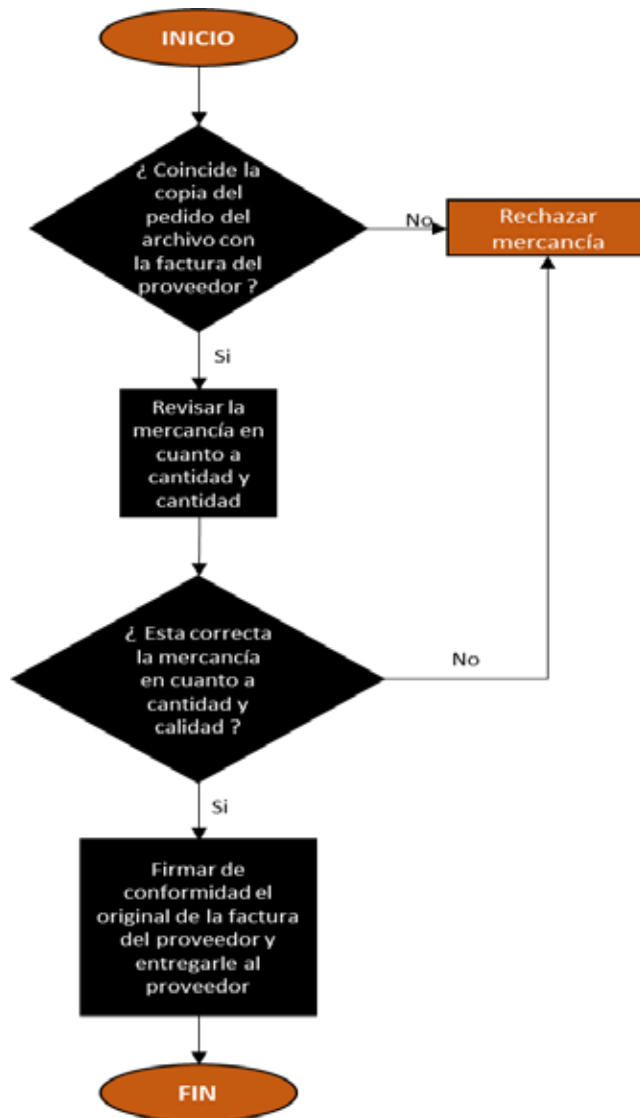 INICIO
¿ Coincide la
copia del
pedido del
archivo con
la factura del
proveedor ?
No
Rechazar
mercancía
Si
Revisar la
mercancía en
cuanto a
cantidad y
cantidad
¿ Esta correcta
la mercancía
en cuanto a
cantidad y
calidad ?
No
Si
Firmar de
conformidad el
original de la factura
del proveedor y
entregarle al
proveedor
FIN